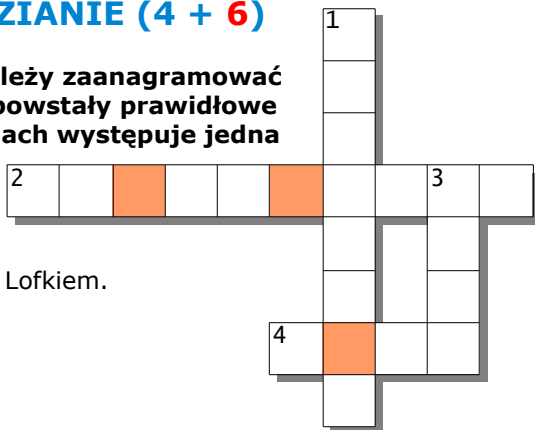 ZIANIE (4 + 6)
1
leży zaanagramować
powstały prawidłowe
ach występuje jedna
2
3
Lofkiem.
4